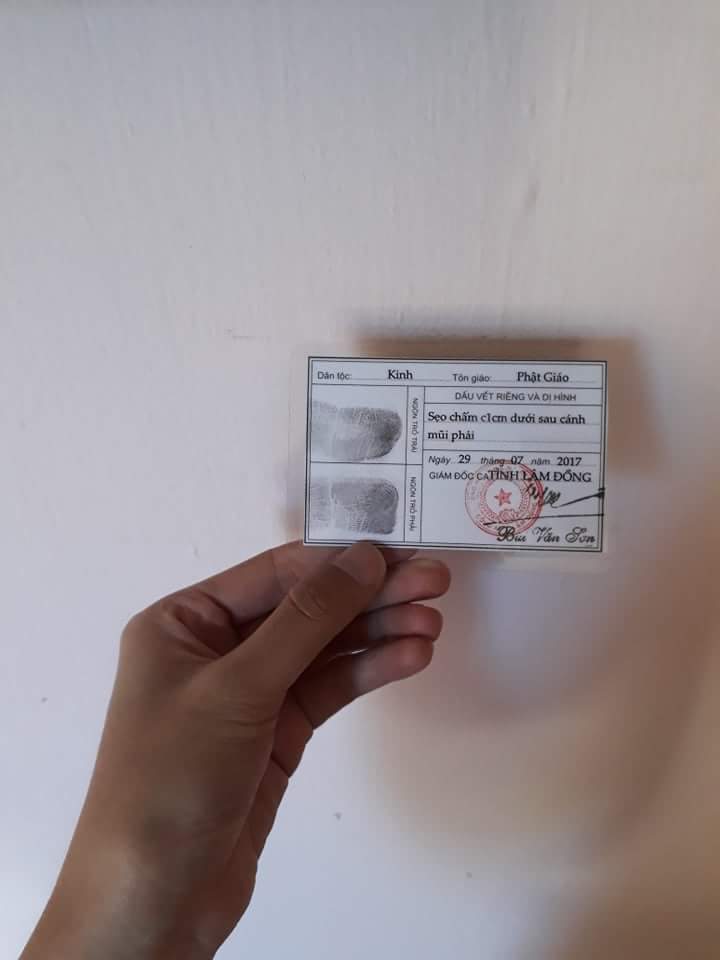 Dân tộc: Kinh Tôn giáo: Phật Giáo
NGÓN TRỎ TRÁI
NGÓN TRỎ PHẢI
DẤU VẾT RIÊNG VÀ DỊ HÌNH
Sẹo chấm c1cm dưới sau cánh
mũi phải
Ngày 29 tháng 07 năm 2017
GIÁM ĐỐC CA TỈNH LÂM ĐỒNG
Bùi Văn Sơn